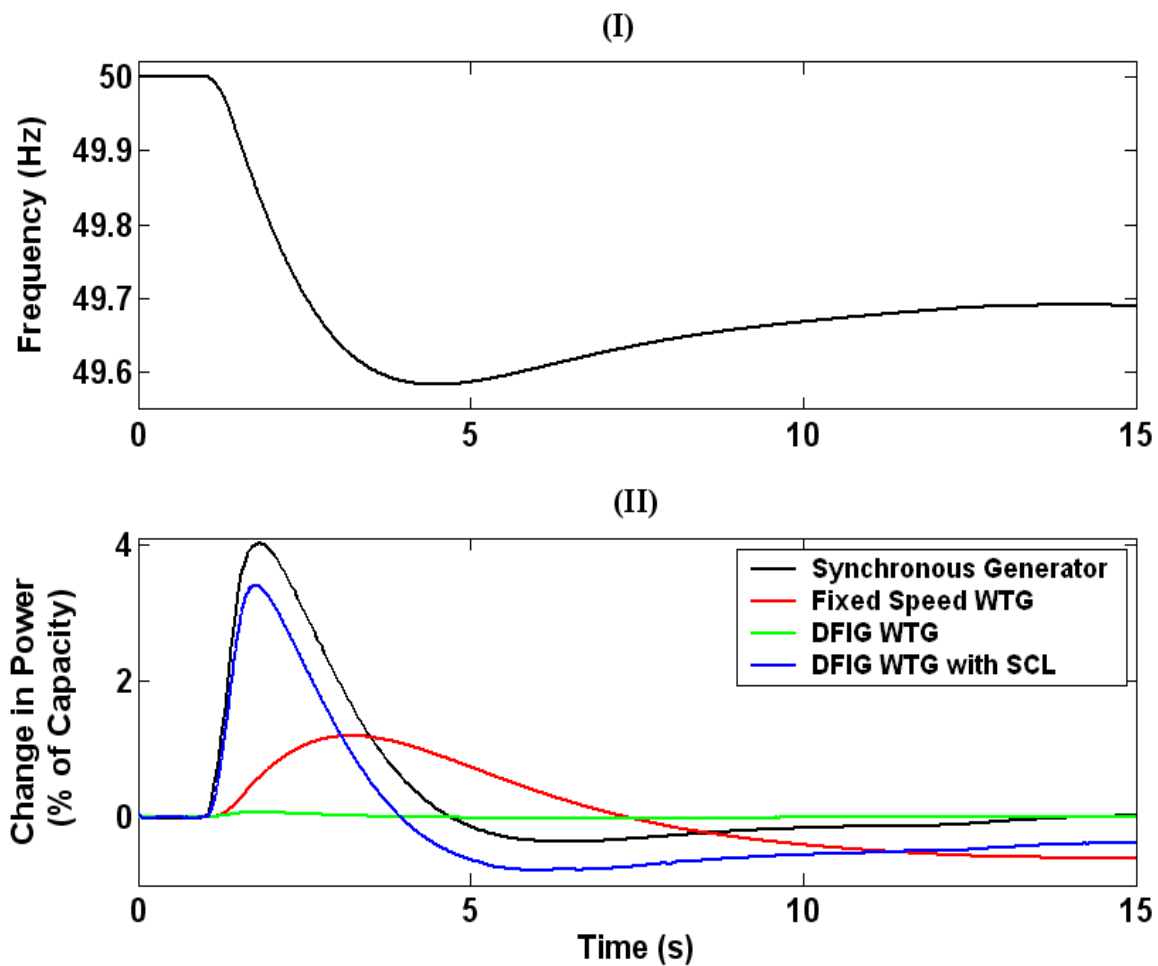 (I)
Frequency (Hz)
50
49.9
49.8
49.7
49.6
0 5 10 15
(II)
Change in Power
(% of Capacity)
4
2
0
Synchronous Generator
Fixed Speed WTG
DFIG WTG
DFIG WTG with SCL
0 5 10 15
Time (s)